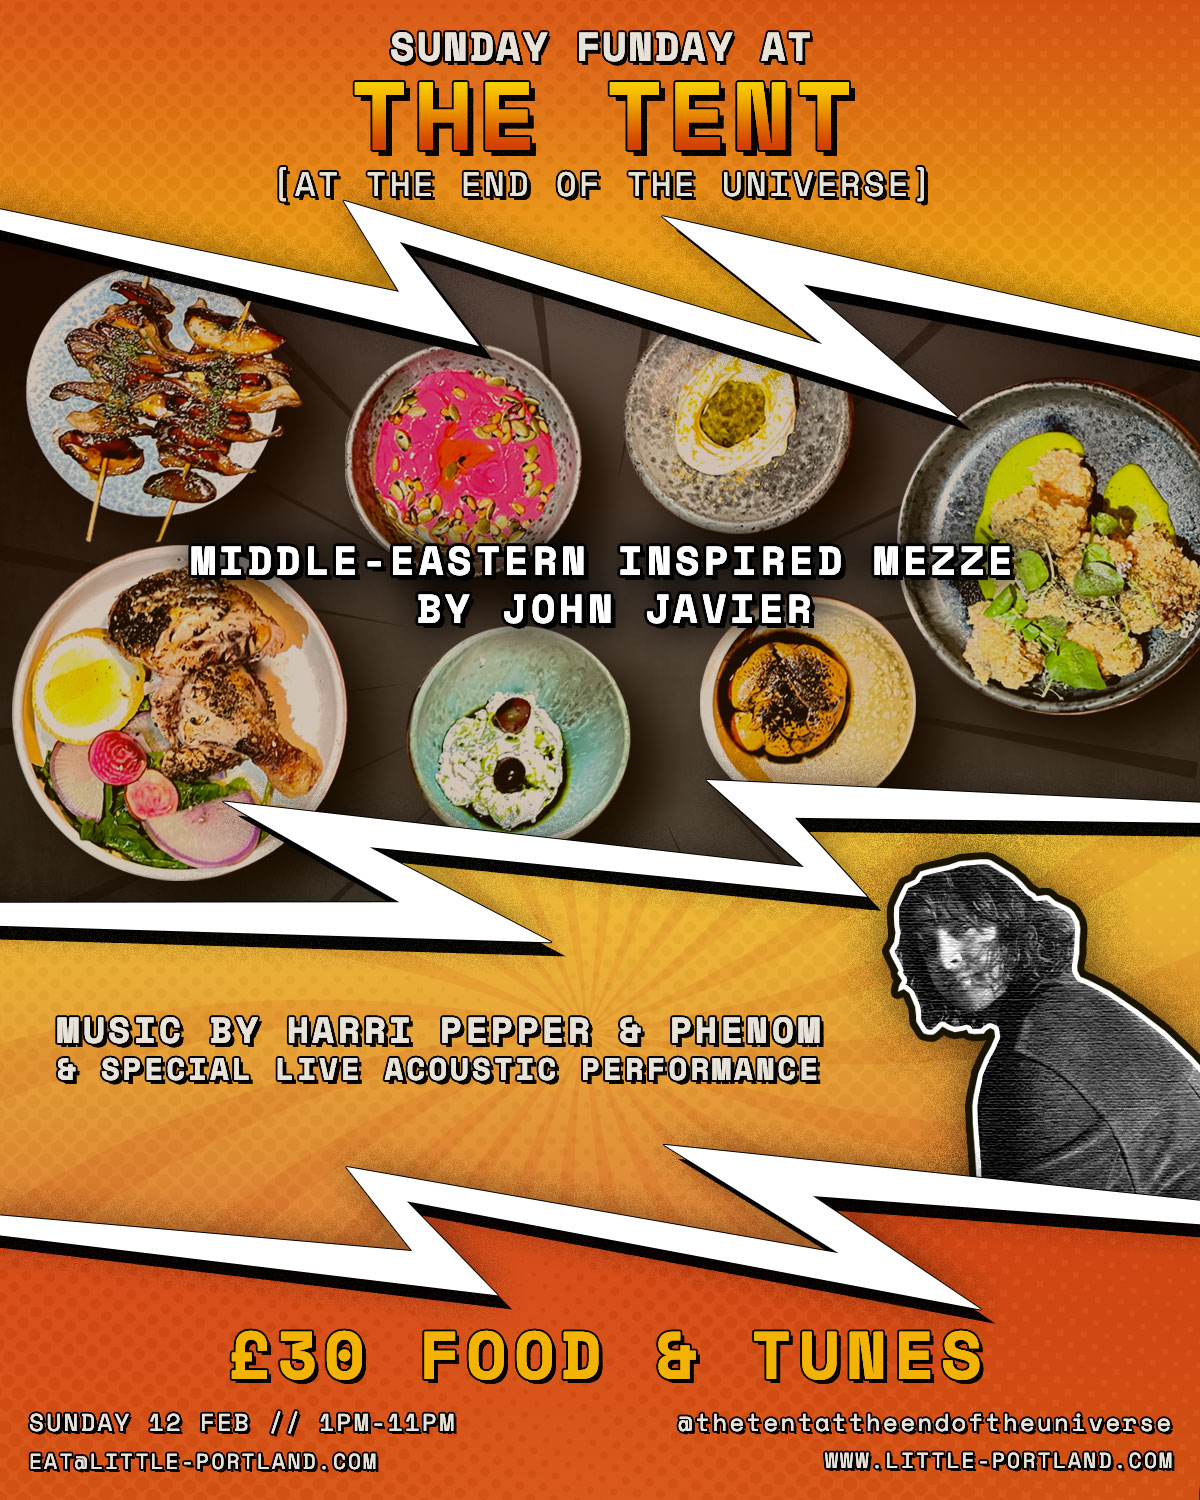 SUNDAY FUNDAY AT
THE TENT
[AT THE END OF THE UNIVERSE]
MIDDLE-EASTERN INSPIRED MEZZE
BY JOHN JAVIER
MUSIC BY HARRI PEPPER & PHENOM
& SPECIAL LIVE ACOUSTIC PERFORMANCE
£30 FOOD & TUNES
SUNDAY 12 FEB // 1PM-11PM
@thetentattheendoftheuniverse
EAT@LITTLE-PORTLAND.COM
WWW.LITTLE-PORTLAND.COM